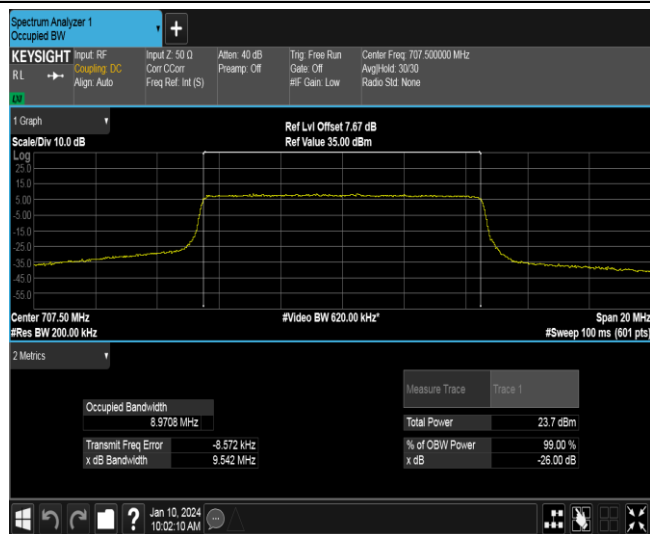 Spectrum Analyzer 1
Occupied BW
+
KEYSIGHT
RL
LXI
Input: RF
Coupling: DC
Align: Auto
Input Z: 50 Ω
Corr CCorr
Freq Ref: Int (S)
Atten: 40 dB
Preamp: Off
Trig: Free Run
Gate: Off
#IF Gain: Low
Center Freq: 707.500000 MHz
Avg|Hold: 30/30
Radio Std: None
1 Graph
Scale/Div 10.0 dB
Ref Lvl Offset 7.67 dB
Ref Value 35.00 dBm
Log
25.0
15.0
5.00
-5.00
-15.0
-25.0
-35.0
-45.0
-55.0
Center 707.50 MHz
#Res BW 200.00 kHz
#Video BW 620.00 kHz*
Span 20 MHz
#Sweep 100 ms (601 pts)
2 Metrics
Measure Trace Trace 1
Occupied Bandwidth
8.9708 MHz
Total Power 23.7 dBm
Transmit Freq Error -8.572 kHz
% of OBW Power 99.00 %
x dB Bandwidth 9.542 MHz
x dB -26.00 dB
?
Jan 10, 2024
10:02:10 AM